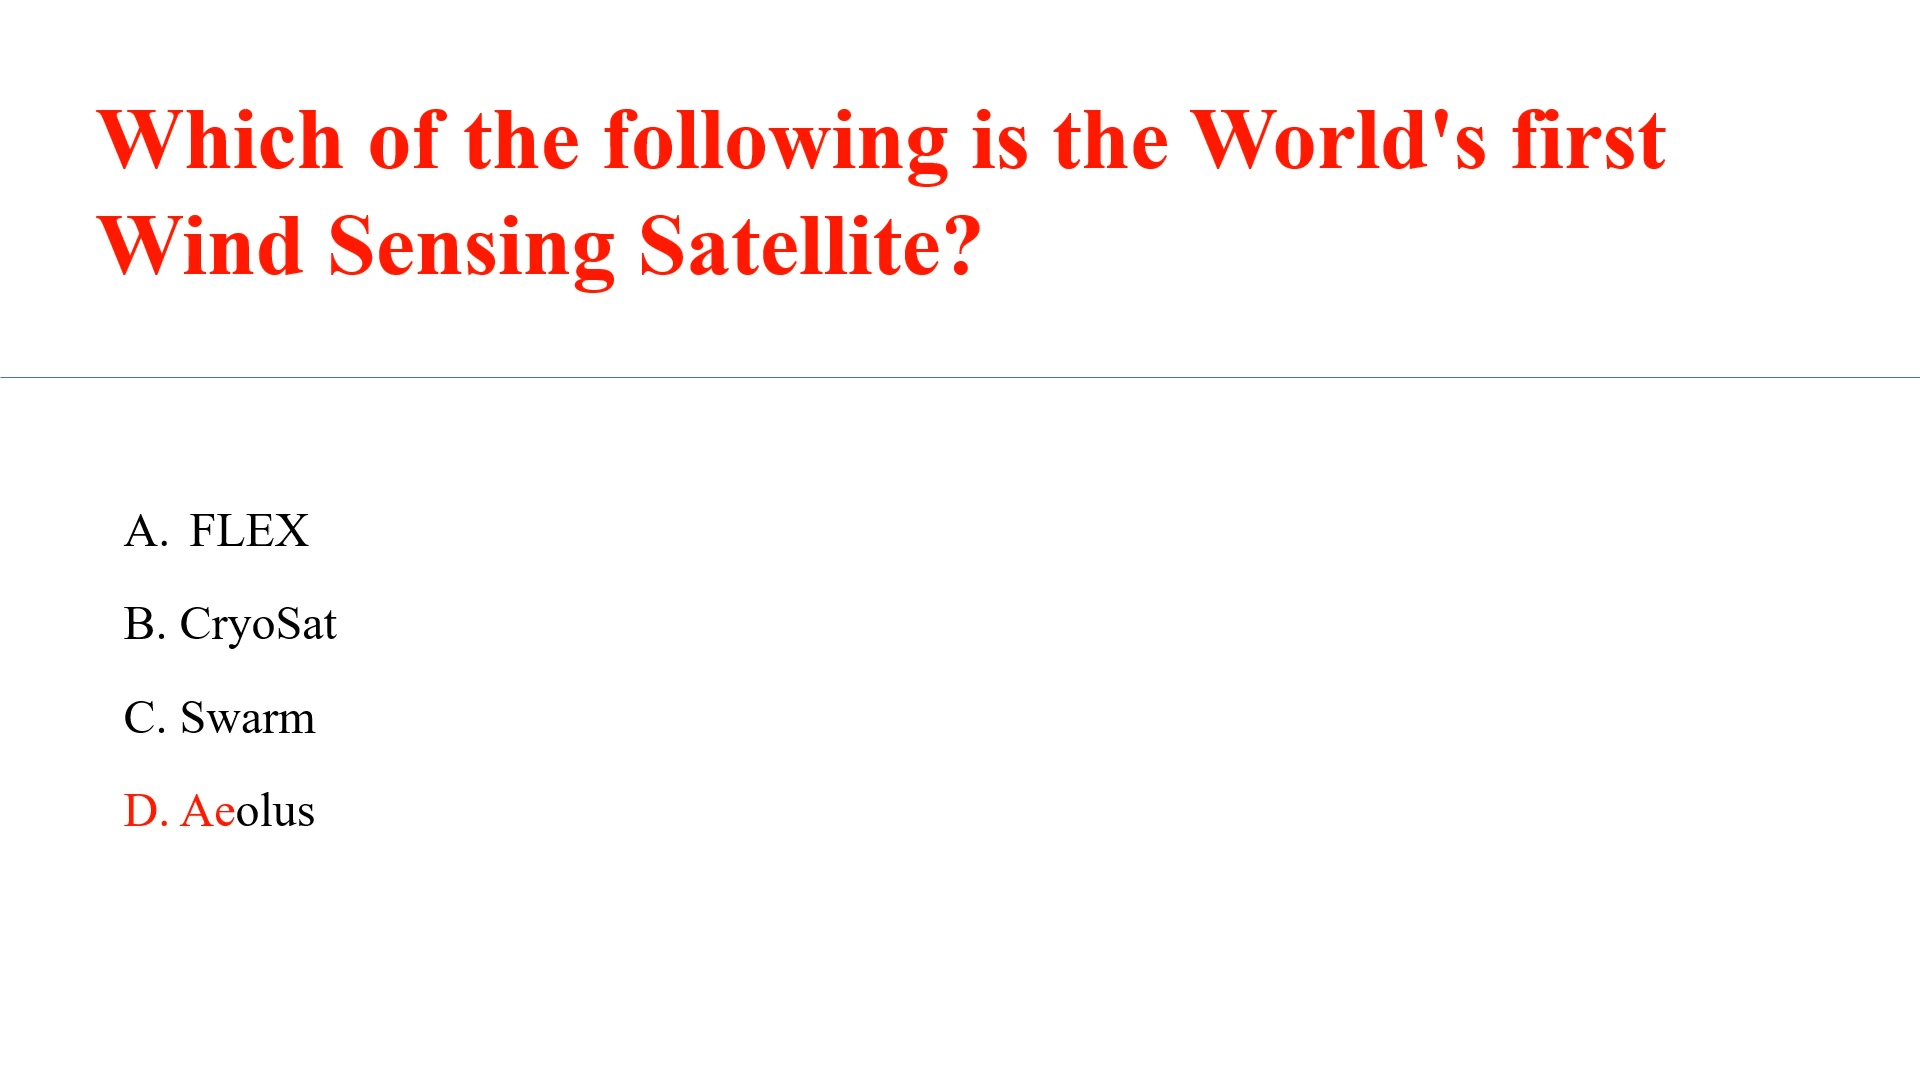 Which of the following is the World's first
Wind Sensing Satellite?
A. FLEX
B. CryoSat
C. Swarm
D. Aeolus